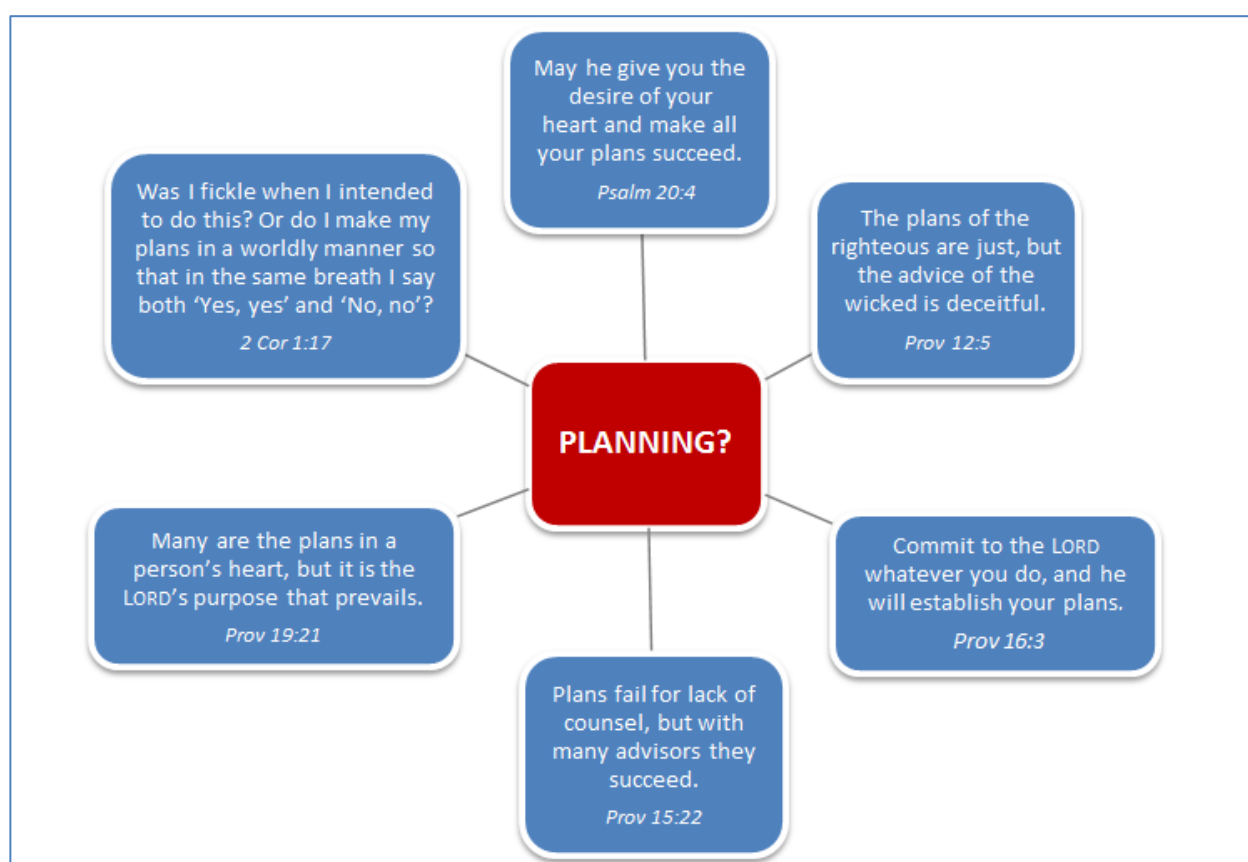 May he give you the
desire of your
heart and make all
your plans succeed.
Psalm 20:4
The plans of the
righteous are just, but
the advice of the
wicked is deceitful.
Prov 12:5
Commit to the LORD
whatever you do, and he
will establish your plans.
Prov 16:3
Plans fail for lack of
counsel, but with
many advisors they
succeed.
Prov 15:22
Many are the plans in a
person’s heart, but it is the
LORD’s purpose that prevails.
Prov 19:21
Was I fickle when I intended
to do this? Or do I make my
plans in a worldly manner so
that in the same breath I say
both ‘Yes, yes’ and ‘No, no’?
2 Cor 1:17
PLANNING?